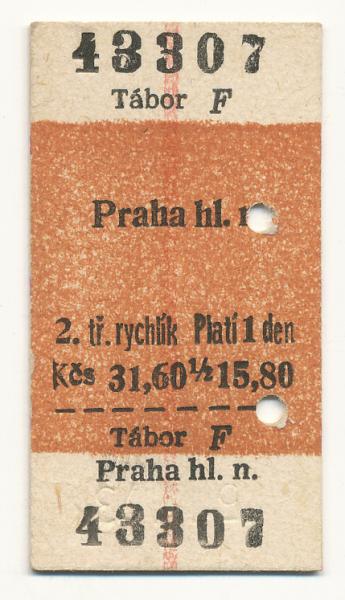 43307
Tábor F
Praha hl.
2. tř. rychlík Platí 1 den
Kčs 31,60 ½ 15,80
Tábor F
Praha hl. n.
43307